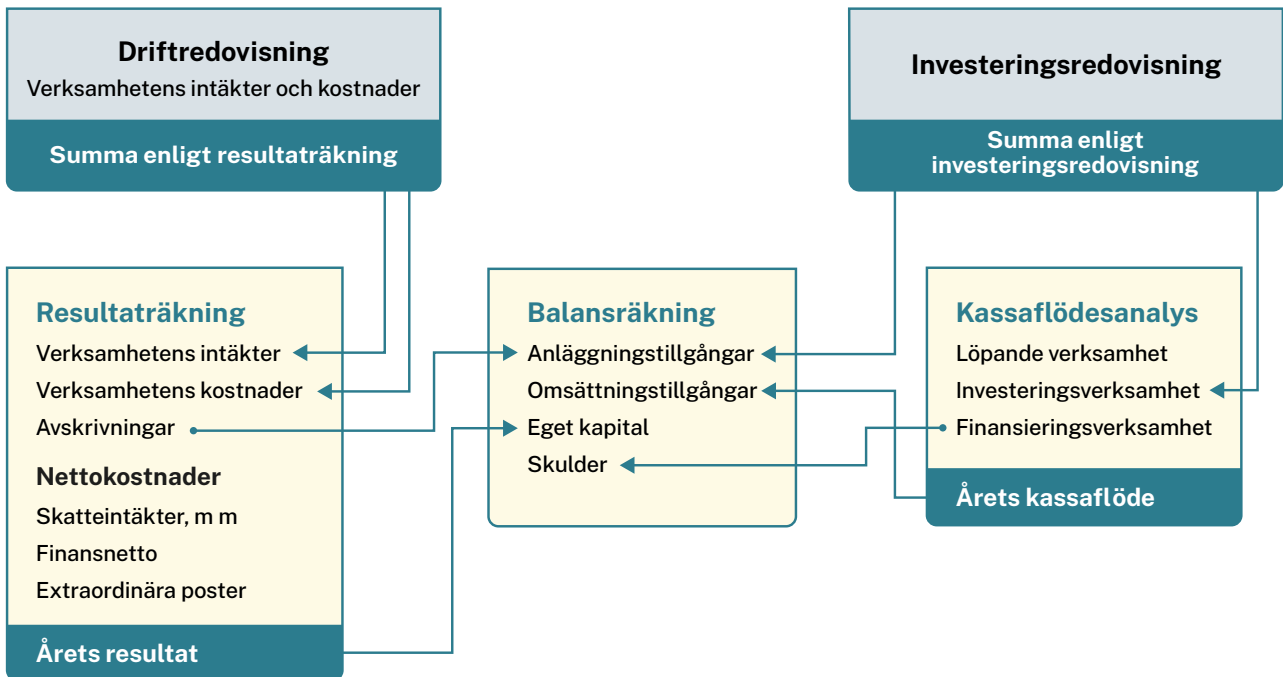 Driftredovisning
Verksamhetens intäkter och kostnader
Summa enligt resultaträkning
Investeringsredovisning
Summa enligt
investeringsredovisning
Resultaträkning
Verksamhetens intäkter
Verksamhetens kostnader
Avskrivningar
Nettokostnader
Skatteintäkter, m m
Finansnetto
Extraordinära poster
Årets resultat
Balansräkning
Anläggningstillgångar
Omsättningstillgångar
Eget kapital
Skulder
Kassaflödesanalys
Löpande verksamhet
Investeringsverksamhet
Finansieringsverksamhet
Årets kassaflöde